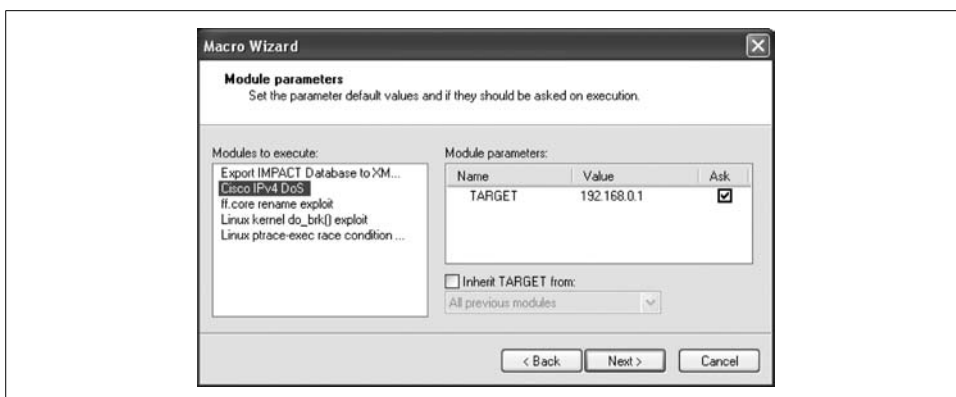 Macro Wizard
Module parameters
Set the parameter default values and if they should be asked on execution.
Modules to execute:
Export IMPACT Database to XM...
Cisco IPv4 DoS
ff.core rename exploit
Linux kernel do_brk() exploit
Linux ptrace-exec race condition ...
Module parameters:
Name Value Ask
TARGET 192.168.0.1
Inherit TARGET from:
All previous modules
< Back Next > Cancel